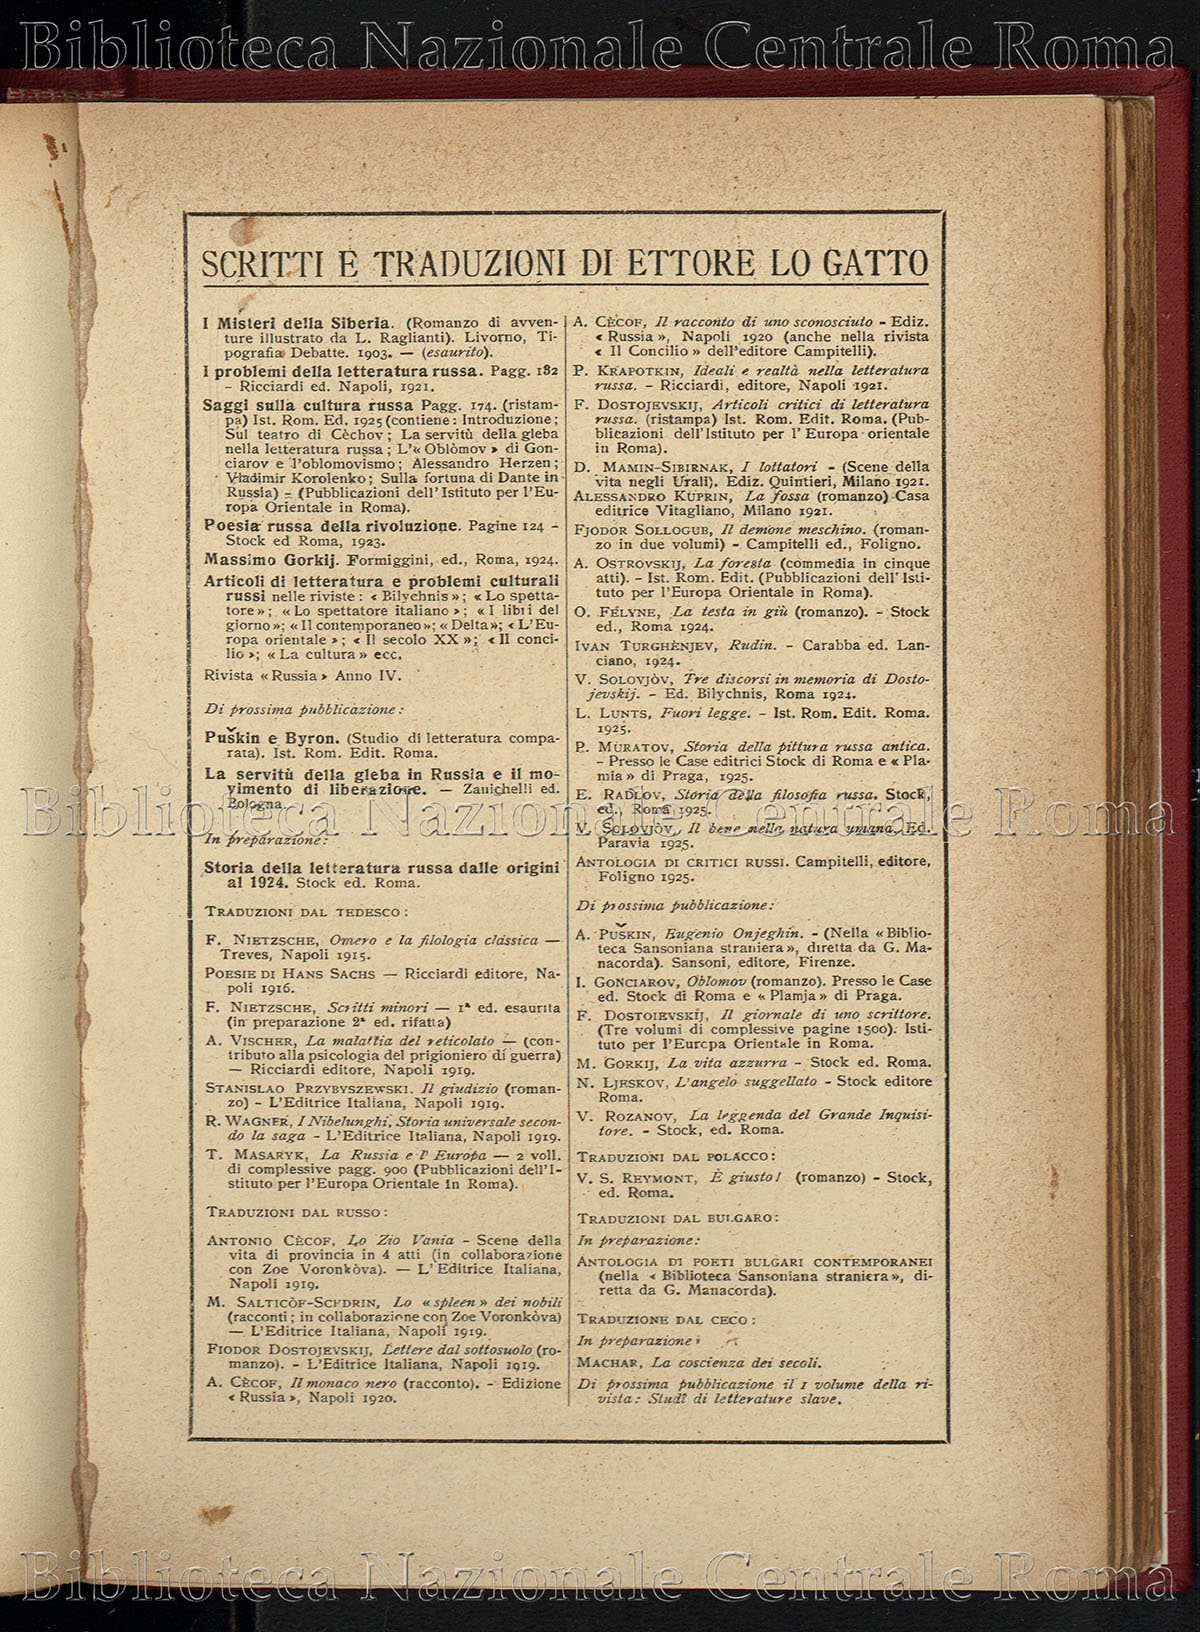 Biblioteca Nazionale Centrale Roma
SCRITTI E TRADUZIONI DI ETTORE LO GATTO
I Misteri della Siberia. (Romanzo di avven-
ture illustrato da L. Raglianti). Livorno, Ti-
pografia Debatte. 1903. — (esaurito).
I problemi della letteratura russa. Pagg. 182
- Ricciardi ed. Napoli, 1921.
Saggi sulla cultura russa Pagg. 174. (ristam-
pa) Ist. Rom. Ed. 1925 (contiene: Introduzione;
Sul teatro di Cèchov; La servitù della gleba
nella letteratura russa; L'« Oblòmov » di Gon-
ciarov e l'oblomovismo; Alessandro Herzen;
Vladimir Korolenko; Sulla fortuna di Dante in
Russia) - (Pubblicazioni dell'Istituto per l'Eu-
ropa Orientale in Roma).
Poesia russa della rivoluzione. Pagine 124 -
Stock ed Roma, 1923.
Massimo Gorkij. Formiggini, ed., Roma, 1924.
Articoli di letteratura e problemi culturali
russi nelle riviste: « Bilychnis »; « Lo spetta-
tore »; « Lo spettatore italiano »; « I libri del
giorno »; « Il contemporaneo »; « Delta »; « L'Eu-
ropa orientale »; « Il secolo XX »; « Il conci-
lio »; « La cultura » ecc.
Rivista « Russia » Anno IV.
Di prossima pubblicazione:
Puškin e Byron. (Studio di letteratura compa-
rata). Ist. Rom. Edit. Roma.
La servitù della gleba in Russia e il mo-
vimento di liberazione. — Zanichelli ed.
Bologna
In preparazione:
Storia della letteratura russa dalle origini
al 1924. Stock ed. Roma.
TRADUZIONI DAL TEDESCO:
F. NIETZSCHE, Omero e la filologia classica —
Treves, Napoli 1915.
POESIE DI HANS SACHS — Ricciardi editore, Na-
poli 1916.
F. NIETZSCHE, Scritti minori — 1ª ed. esaurita
(in preparazione 2ª ed. rifatta)
A. VISCHER, La malattia del reticolato — (con-
tributo alla psicologia del prigioniero di guerra)
— Ricciardi editore, Napoli 1919.
STANISLAO PRZYBYSZEWSKI. Il giudizio (roman-
zo) - L'Editrice Italiana, Napoli 1919.
R. WAGNER, I Nibelunghi, Storia universale secon-
do la saga - L'Editrice Italiana, Napoli 1919.
T. MASARYK, La Russia e l'Europa — 2 voll.
di complessive pagg. 900 (Pubblicazioni dell'I-
stituto per l'Europa Orientale in Roma).
TRADUZIONI DAL RUSSO:
ANTONIO CÈCOF, Lo Zio Vania - Scene della
vita di provincia in 4 atti (in collaborazione
con Zoe Voronkòva). — L'Editrice Italiana,
Napoli 1919.
M. SALTICÒF-SCEDRIN, Lo « spleen » dei nobili
(racconti; in collaborazione con Zoe Voronkòva)
— L'Editrice Italiana, Napoli 1919.
FIODOR DOSTOJEVSKIJ, Lettere dal sottosuolo (ro-
manzo). - L'Editrice Italiana, Napoli 1919.
A. CÈCOF, Il monaco nero (racconto). - Edizione
« Russia », Napoli 1920.
A. CÈCOF, Il racconto di uno sconosciuto - Ediz.
« Russia », Napoli 1920 (anche nella rivista
« Il Concilio » dell'editore Campitelli).
P. KRAPOTKIN, Ideali e realtà nella letteratura
russa. - Ricciardi, editore, Napoli 1921.
F. DOSTOJEVSKIJ, Articoli critici di letteratura
russa. (ristampa) Ist. Rom. Edit. Roma. (Pub-
blicazioni dell'Istituto per l'Europa orientale
in Roma).
D. MAMIN-SIBIRNAK, I lottatori - (Scene della
vita negli Urali). Ediz. Quintieri, Milano 1921.
ALESSANDRO KUPRIN, La fossa (romanzo) Casa
editrice Vitagliano, Milano 1921.
FJODOR SOLLOGUB, Il demone meschino. (roman-
zo in due volumi) - Campitelli ed., Foligno.
A. OSTROVSKIJ, La foresta (commedia in cinque
atti). - Ist. Rom. Edit. (Pubblicazioni dell'Isti-
tuto per l'Europa Orientale in Roma).
O. FÉLYNE, La testa in giù (romanzo). - Stock
ed., Roma 1924.
IVAN TURGHÈNJEV, Rudin. - Carabba ed. Lan-
ciano, 1924.
V. SOLOVJÒV, Tre discorsi in memoria di Dosto-
jevskij. - Ed. Bilychnis, Roma 1924.
L. LUNTS, Fuori legge. - Ist. Rom. Edit. Roma.
1925.
P. MURATOV, Storia della pittura russa antica.
- Presso le Case editrici Stock di Roma e « Pla-
mia » di Praga, 1925.
E. RADLOV, Storia della filosofia russa. Stock,
ed., Roma 1925.
Biblioteca Nazionale Centrale Roma
V. SOLOVJÒV, Il bene nella natura umana, Ed.
Paravia 1925.
ANTOLOGIA DI CRITICI RUSSI. Campitelli, editore,
Foligno 1925.
Di prossima pubblicazione:
A. PUŠKIN, Eugenio Onjeghin. - (Nella « Biblio-
teca Sansoniana straniera », diretta da G. Ma-
nacorda). Sansoni, editore, Firenze.
I. GONCIAROV, Oblomov (romanzo). Presso le Case
ed. Stock di Roma e « Plamja » di Praga.
F. DOSTOIEVSKIJ, Il giornale di uno scrittore.
(Tre volumi di complessive pagine 1500). Isti-
tuto per l'Europa Orientale in Roma.
M. GORKIJ, La vita azzurra - Stock ed. Roma.
N. LJESKOV, L'angelo suggellato - Stock editore
Roma.
V. ROZANOV, La leggenda del Grande Inquisi-
tore. - Stock, ed. Roma.
TRADUZIONI DAL POLACCO:
V. S. REYMONT, È giusto! (romanzo) - Stock,
ed. Roma.
TRADUZIONI DAL BULGARO:
In preparazione:
ANTOLOGIA DI POETI BULGARI CONTEMPORANEI
(nella « Biblioteca Sansoniana straniera », di-
retta da G. Manacorda).
TRADUZIONE DAL CECO:
In preparazione:
MACHAR, La coscienza dei secoli.
Di prossima pubblicazione il 1 volume della ri-
vista: Studî di letterature slave.
Biblioteca Nazionale Centrale Roma